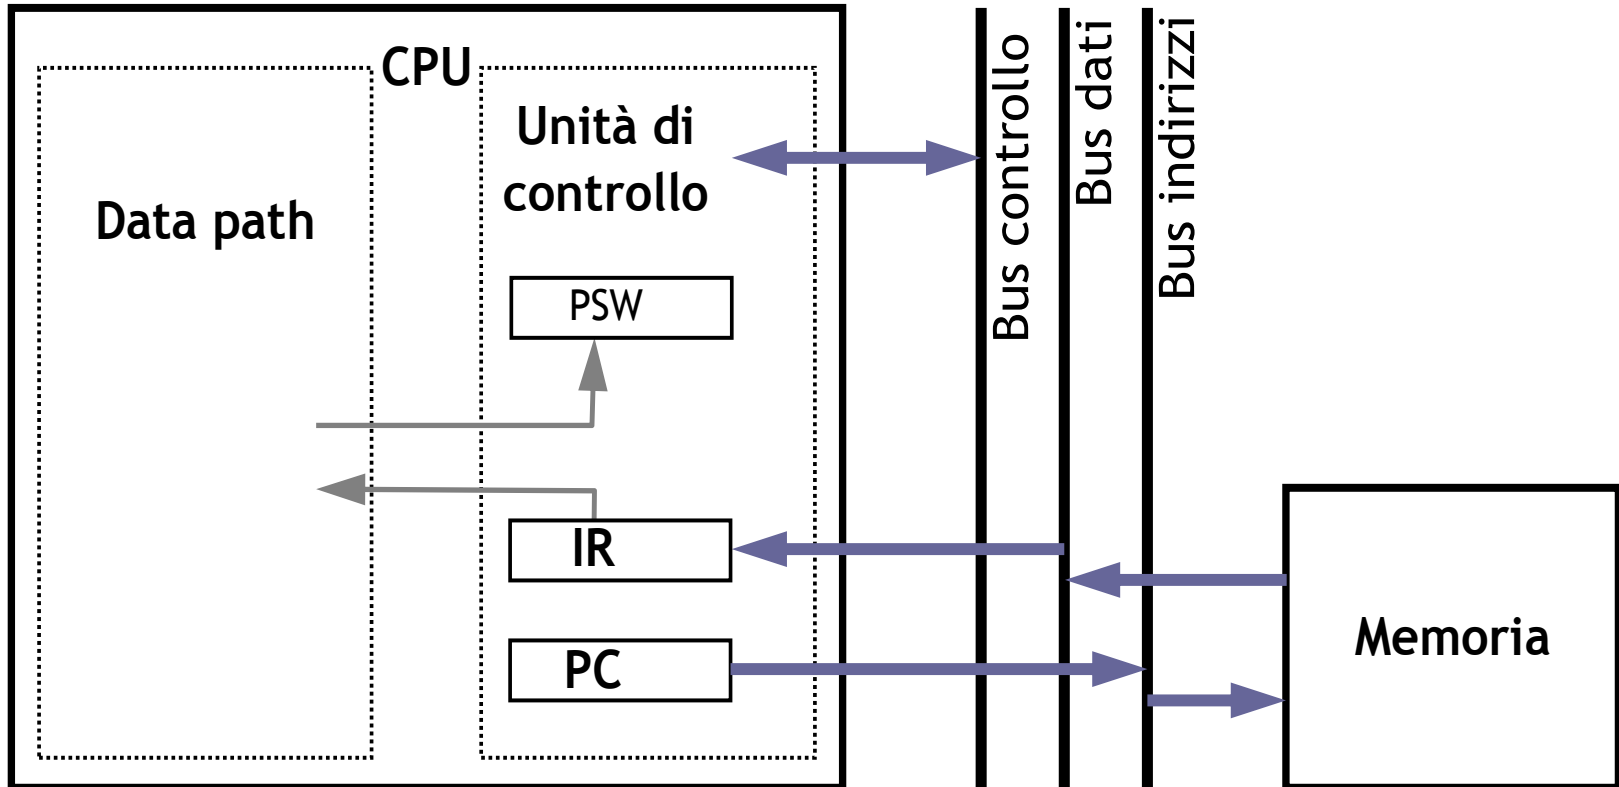 CPU
Data path
Unità di
controllo
PSW
IR
PC
Bus controllo
Bus dati
Bus indirizzi
Memoria